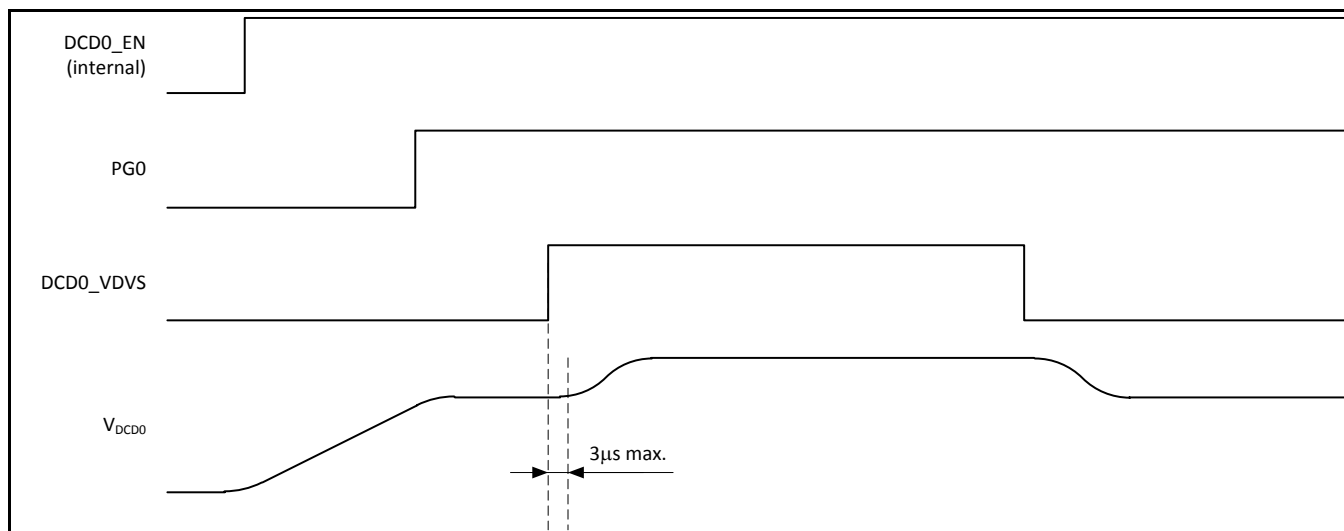 DCD0_EN
(internal)
PG0
DCD0_VDVS
VDCD0
3μs max.